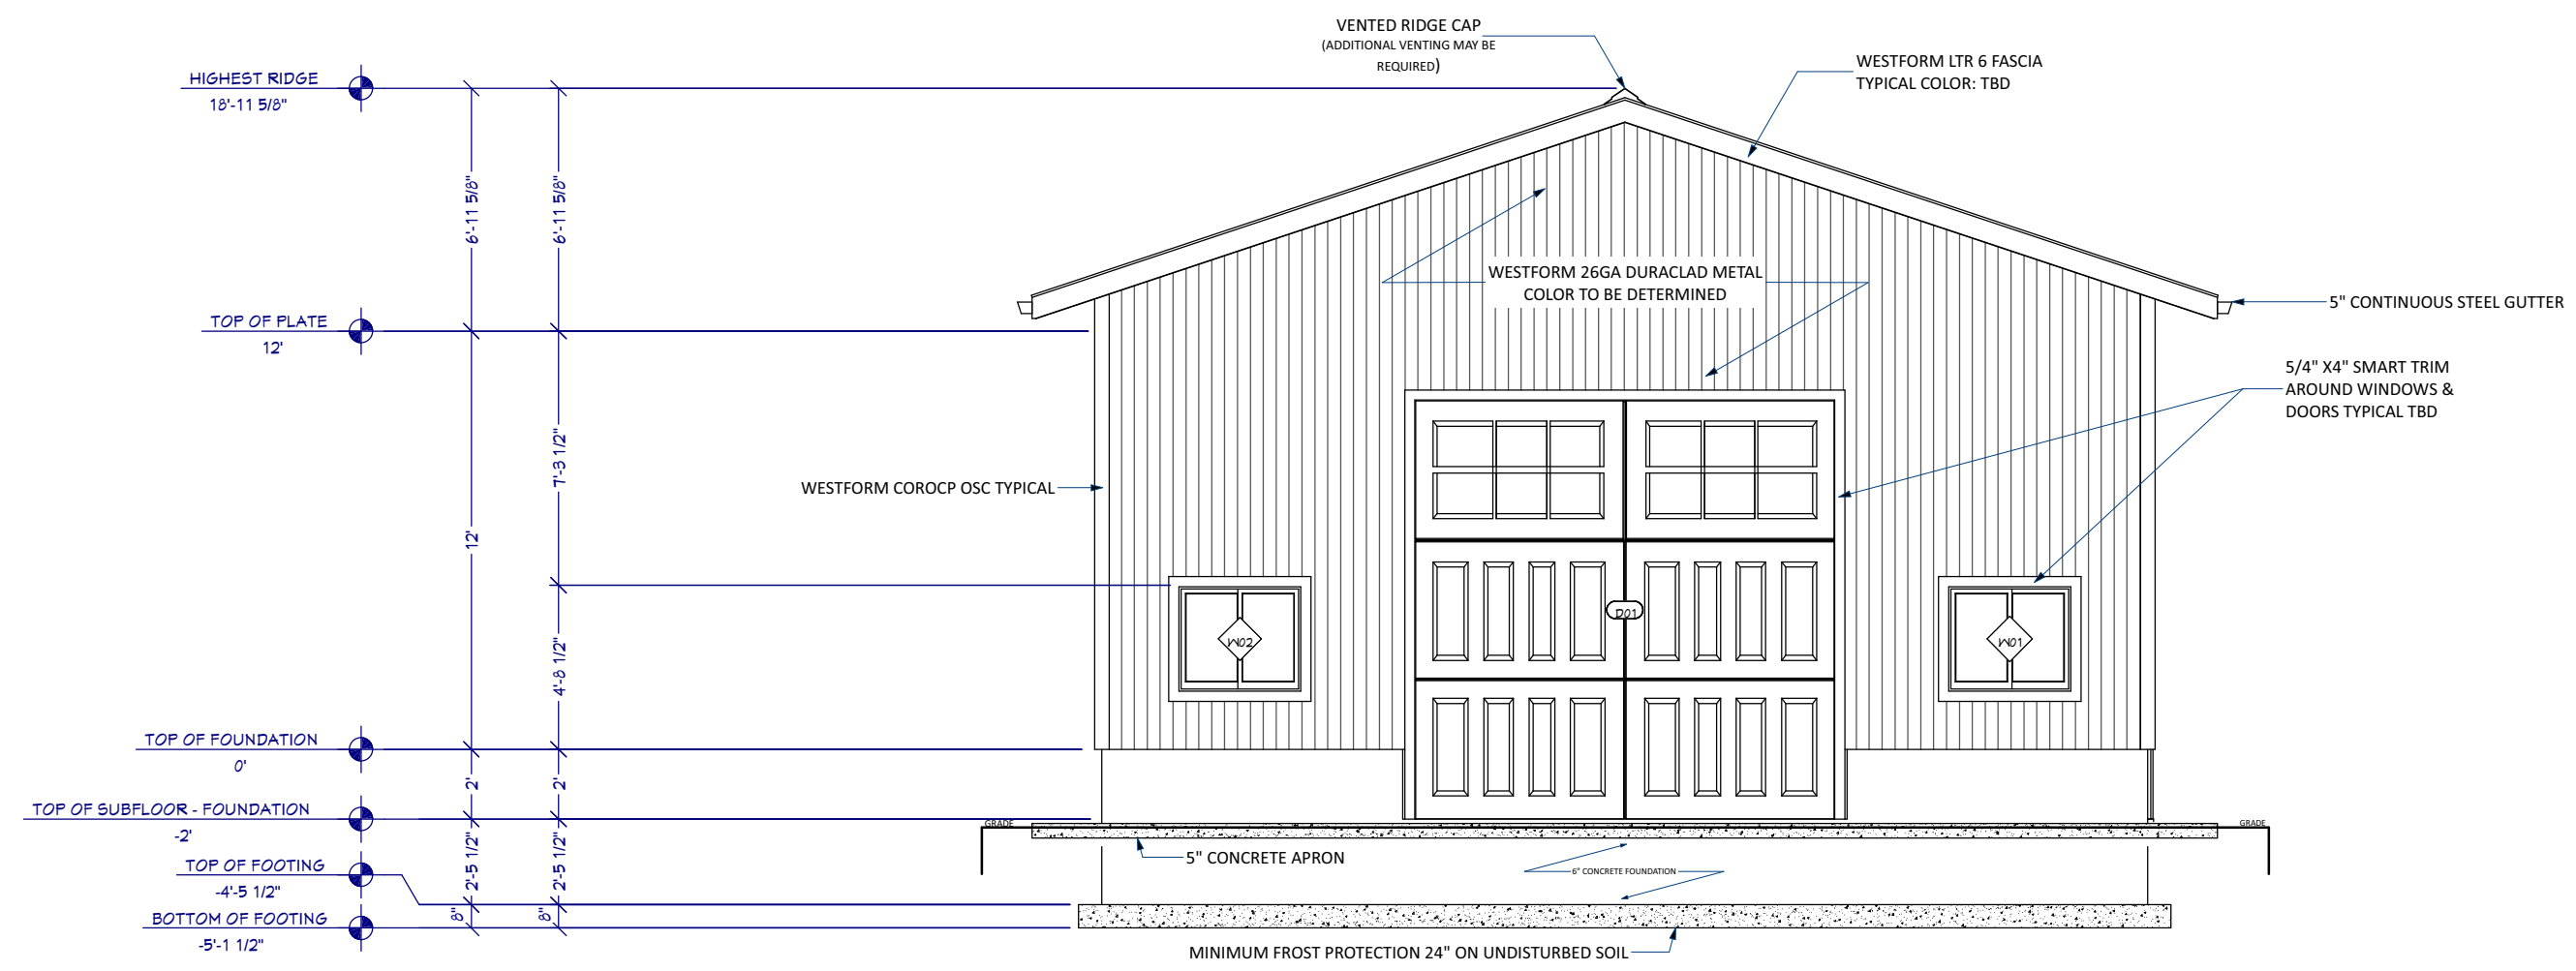 VENTED RIDGE CAP
(ADDITIONAL VENTING MAY BE
REQUIRED)
WESTFORM LTR 6 FASCIA
TYPICAL COLOR: TBD
HIGHEST RIDGE
18'-11 5/8"
6'-11 5/8"
6'-11 5/8"
WESTFORM 26GA DURACLAD METAL
COLOR TO BE DETERMINED
5" CONTINUOUS STEEL GUTTER
TOP OF PLATE
12'
5/4" X4" SMART TRIM
AROUND WINDOWS &
DOORS TYPICAL TBD
7'-3 1/2"
WESTFORM COROCP OSC TYPICAL
12'
D01
W02
W01
4'-8 1/2"
TOP OF FOUNDATION
0'
2'
2'
TOP OF SUBFLOOR - FOUNDATION
-2'
GRADE
GRADE
5" CONCRETE APRON
TOP OF FOOTING
-4'-5 1/2"
2'-5 1/2"
2'-5 1/2"
6" CONCRETE FOUNDATION
BOTTOM OF FOOTING
-5'-1 1/2"
8"
8"
MINIMUM FROST PROTECTION 24" ON UNDISTURBED SOIL